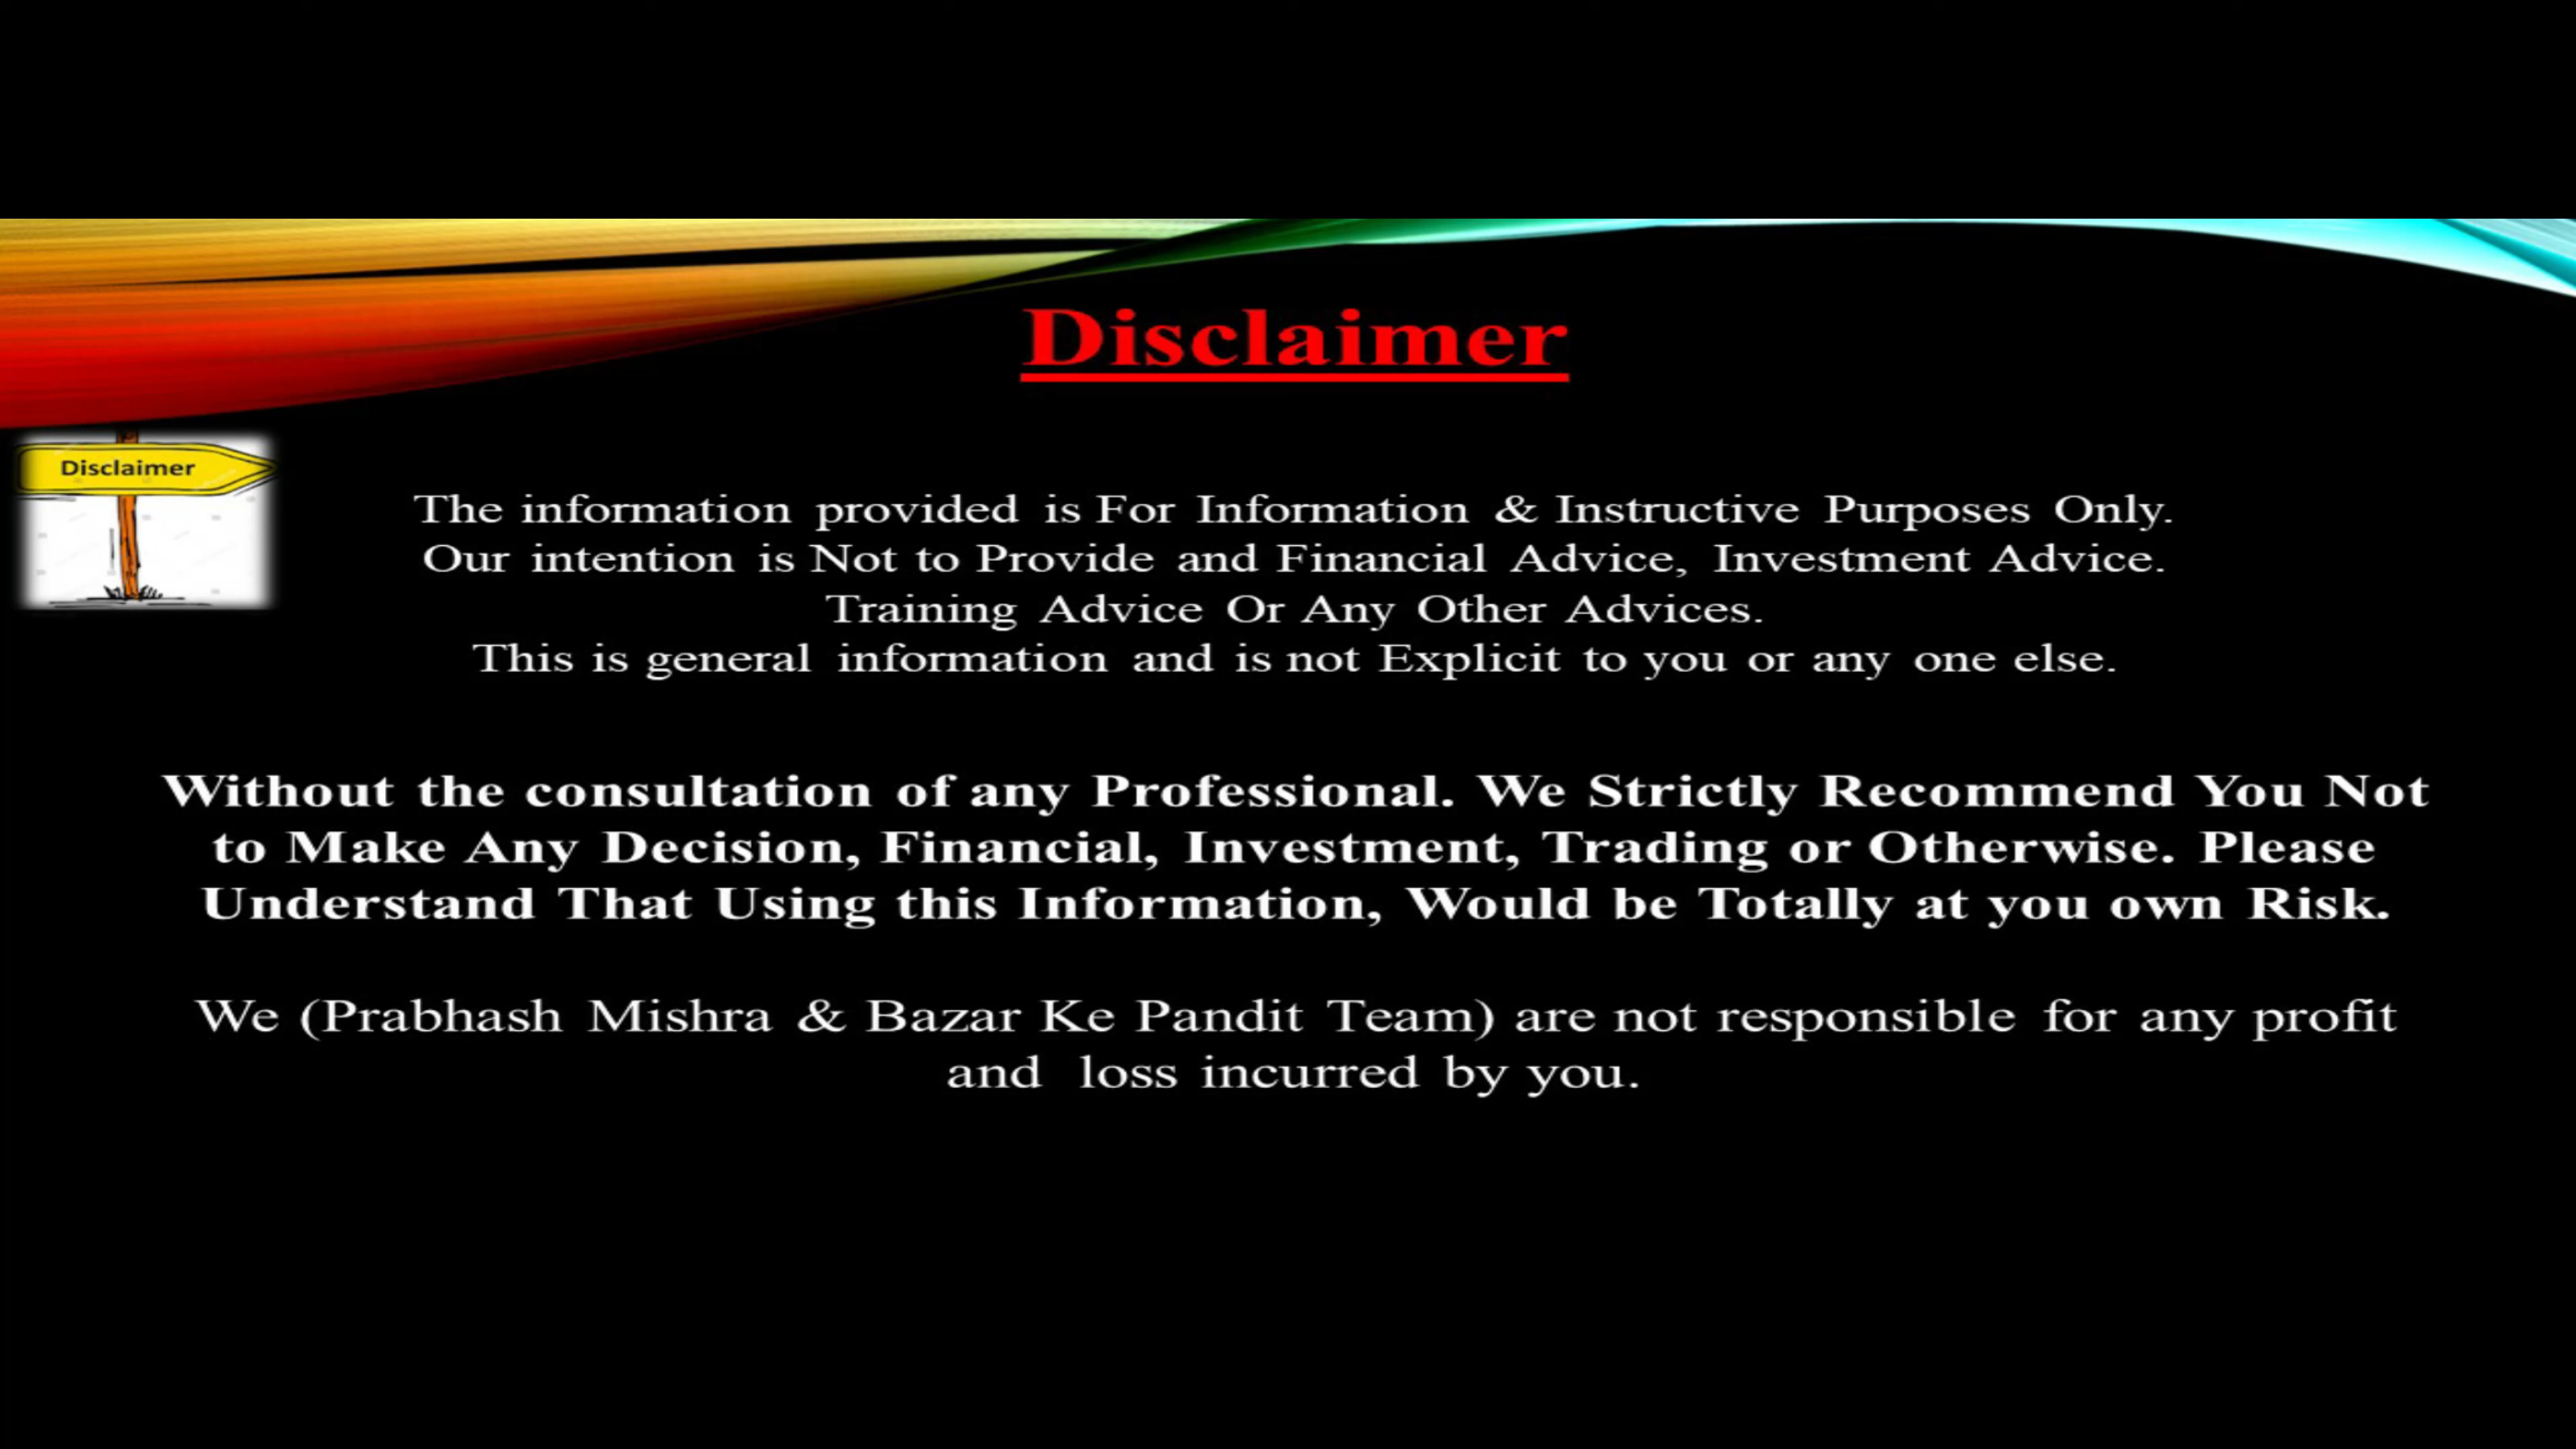 Disclaimer
Disclaimer
The information provided is For Information & Instructive Purposes Only.
Our intention is Not to Provide and Financial Advice, Investment Advice.
Training Advice Or Any Other Advices.
This is general information and is not Explicit to you or any one else.
Without the consultation of any Professional. We Strictly Recommend You Not
to Make Any Decision, Financial, Investment, Trading or Otherwise. Please
Understand That Using this Information, Would be Totally at you own Risk.
We (Prabhash Mishra & Bazar Ke Pandit Team) are not responsible for any profit
and loss incurred by you.